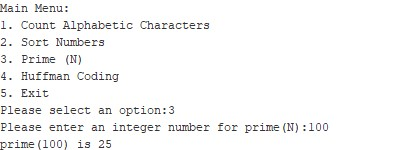 Main Menu:
1. Count Alphabetic Characters
2. Sort Numbers
3. Prime (N)
4. Huffman Coding
5. Exit
Please select an option:3
Please enter an integer number for prime(N):100
prime(100) is 25